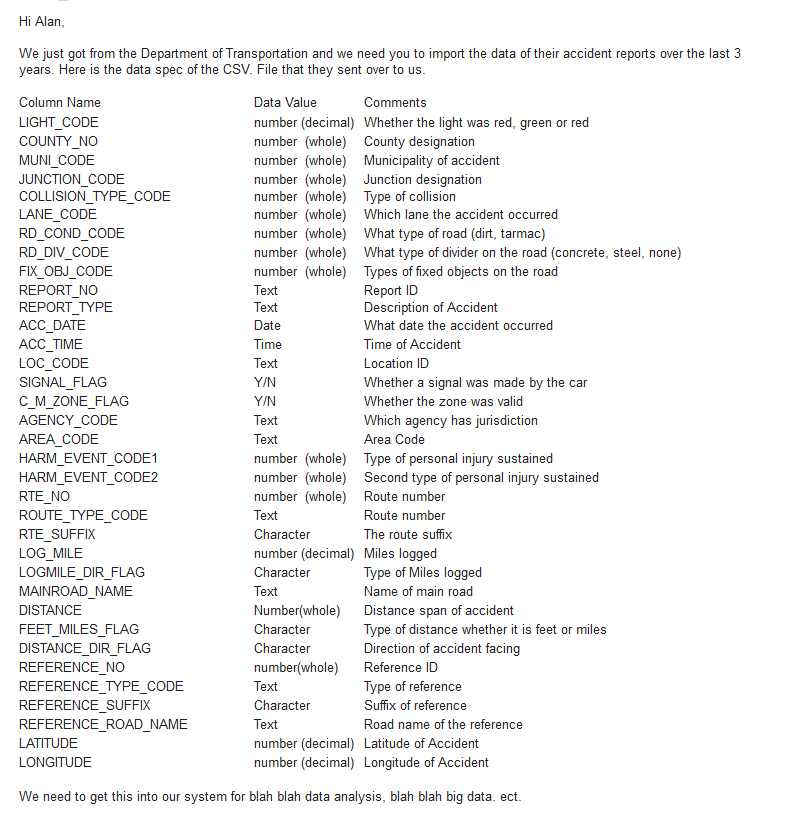 Hi Alan,
We just got from the Department of Transportation and we need you to import the data of their accident reports over the last 3
years. Here is the data spec of the CSV. File that they sent over to us.
Column Name Data Value Comments
LIGHT_CODE number (decimal) Whether the light was red, green or red
COUNTY_NO number (whole) County designation
MUNI_CODE number (whole) Municipality of accident
JUNCTION_CODE number (whole) Junction designation
COLLISION_TYPE_CODE number (whole) Type of collision
LANE_CODE number (whole) Which lane the accident occurred
RD_COND_CODE number (whole) What type of road (dirt, tarmac)
RD_DIV_CODE number (whole) What type of divider on the road (concrete, steel, none)
FIX_OBJ_CODE number (whole) Types of fixed objects on the road
REPORT_NO Text Report ID
REPORT_TYPE Text Description of Accident
ACC_DATE Date What date the accident occurred
ACC_TIME Time Time of Accident
LOC_CODE Text Location ID
SIGNAL_FLAG Y/N Whether a signal was made by the car
C_M_ZONE_FLAG Y/N Whether the zone was valid
AGENCY_CODE Text Which agency has jurisdiction
AREA_CODE Text Area Code
HARM_EVENT_CODE1 number (whole) Type of personal injury sustained
HARM_EVENT_CODE2 number (whole) Second type of personal injury sustained
RTE_NO number (whole) Route number
ROUTE_TYPE_CODE Text Route number
RTE_SUFFIX Character The route suffix
LOG_MILE number (decimal) Miles logged
LOGMILE_DIR_FLAG Character Type of Miles logged
MAINROAD_NAME Text Name of main road
DISTANCE Number(whole) Distance span of accident
FEET_MILES_FLAG Character Type of distance whether it is feet or miles
DISTANCE_DIR_FLAG Character Direction of accident facing
REFERENCE_NO number(whole) Reference ID
REFERENCE_TYPE_CODE Text Type of reference
REFERENCE_SUFFIX Character Suffix of reference
REFERENCE_ROAD_NAME Text Road name of the reference
LATITUDE number (decimal) Latitude of Accident
LONGITUDE number (decimal) Longitude of Accident
We need to get this into our system for blah blah data analysis, blah blah big data. ect.